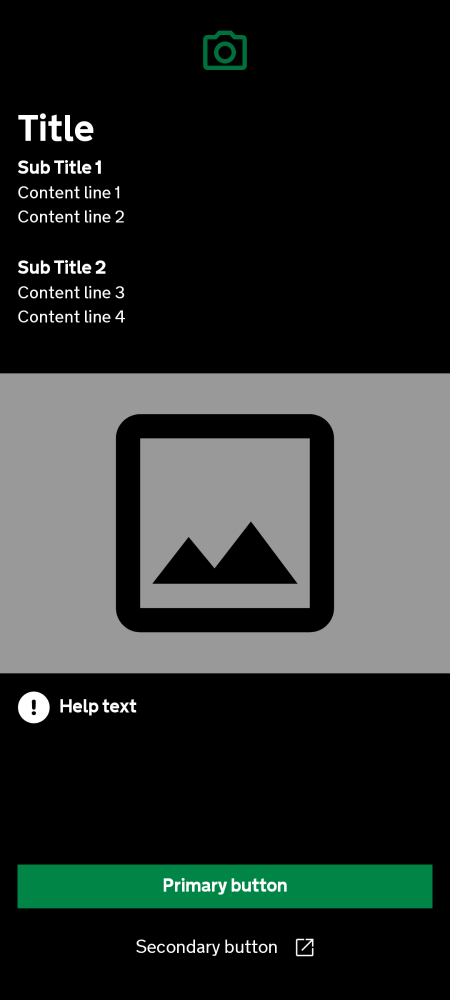 Title
Sub Title 1
Content line 1
Content line 2
Sub Title 2
Content line 3
Content line 4
Help text
Primary button
Secondary button